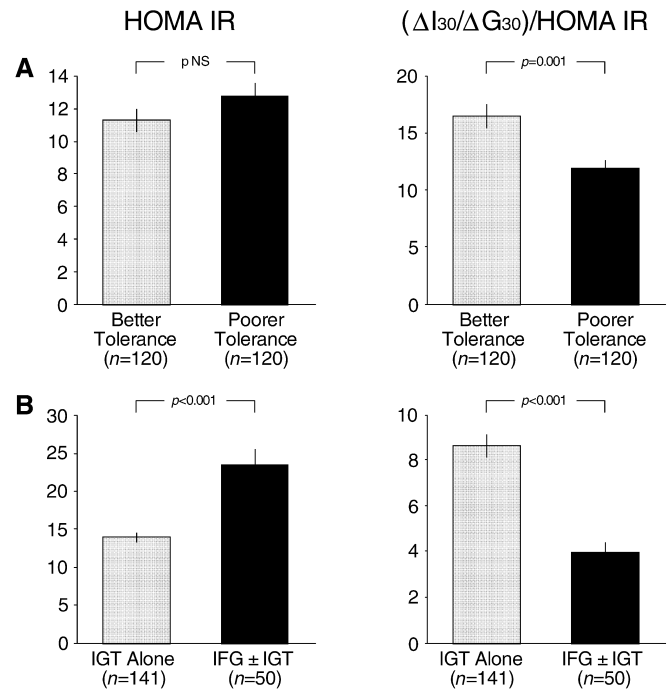 HOMA IR
(ΔI30/ΔG30)/HOMA IR
A
p NS
14
12
10
8
6
4
2
0
Better
Tolerance
(n=120)
Poorer
Tolerance
(n=120)
p=0.001
20
15
10
5
0
Better
Tolerance
(n=120)
Poorer
Tolerance
(n=120)
B
p<0.001
30
25
20
15
10
5
0
IGT Alone
(n=141)
IFG ± IGT
(n=50)
p<0.001
10
8
6
4
2
0
IGT Alone
(n=141)
IFG ± IGT
(n=50)